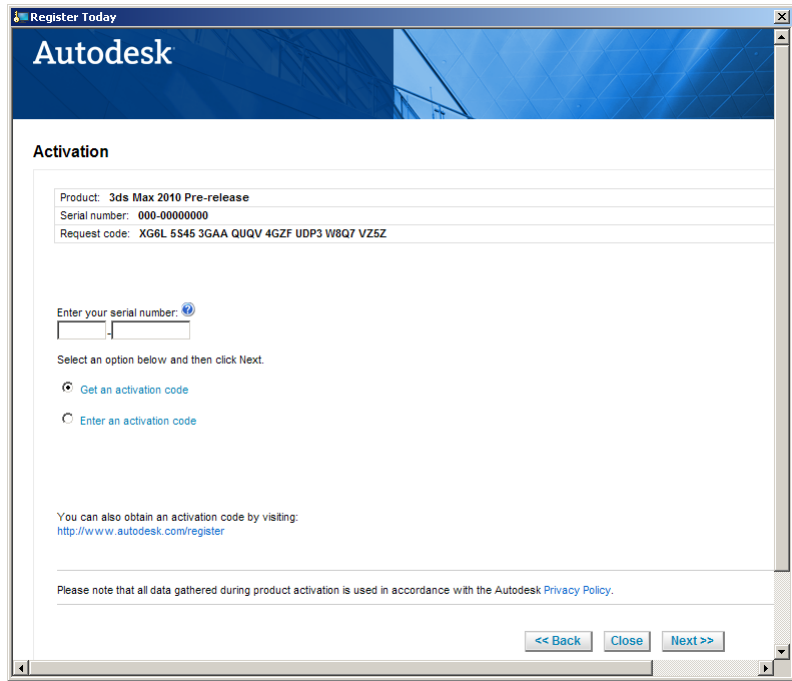 Register Today
Autodesk
Activation
Product: 3ds Max 2010 Pre-release
Serial number: 000-00000000
Request code: XG6L 5S45 3GAA QUQV 4GZF UDP3 W8Q7 VZ5Z
Enter your serial number: ?
-
Select an option below and then click Next.
Get an activation code
Enter an activation code
You can also obtain an activation code by visiting:
http://www.autodesk.com/register
Please note that all data gathered during product activation is used in accordance with the Autodesk Privacy Policy.
<< Back Close Next >>